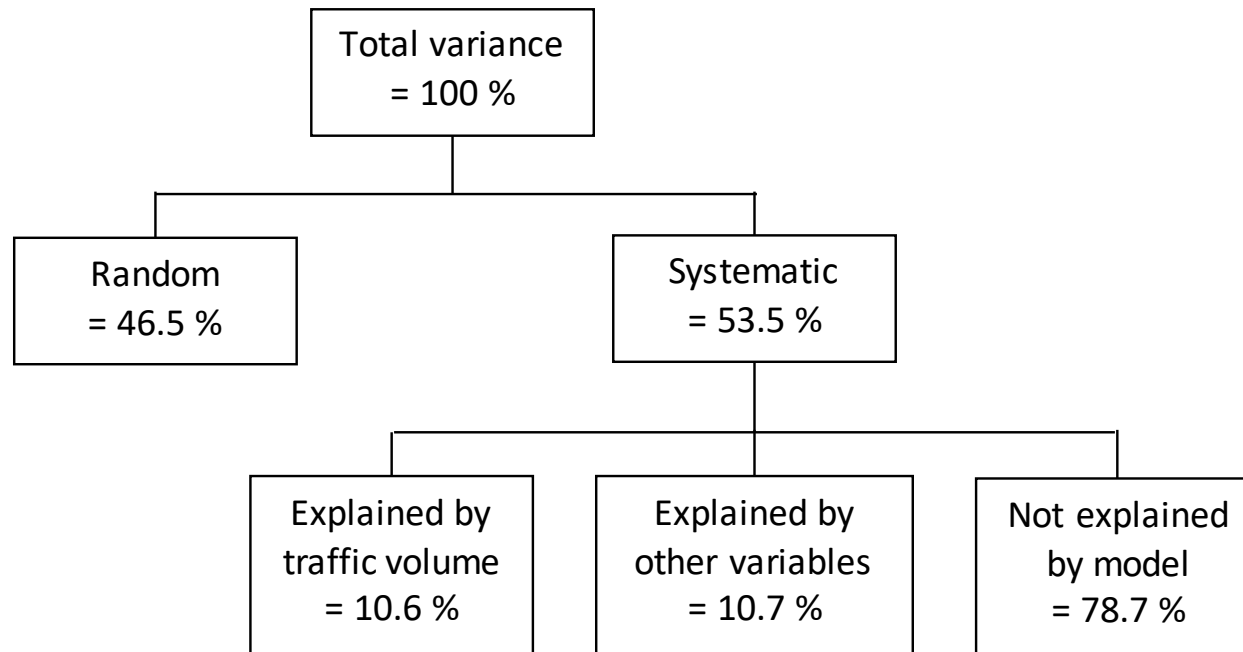 Total variance
= 100 %
Random
= 46.5 %
Systematic
= 53.5 %
Explained by
traffic volume
= 10.6 %
Explained by
other variables
= 10.7 %
Not explained
by model
= 78.7 %